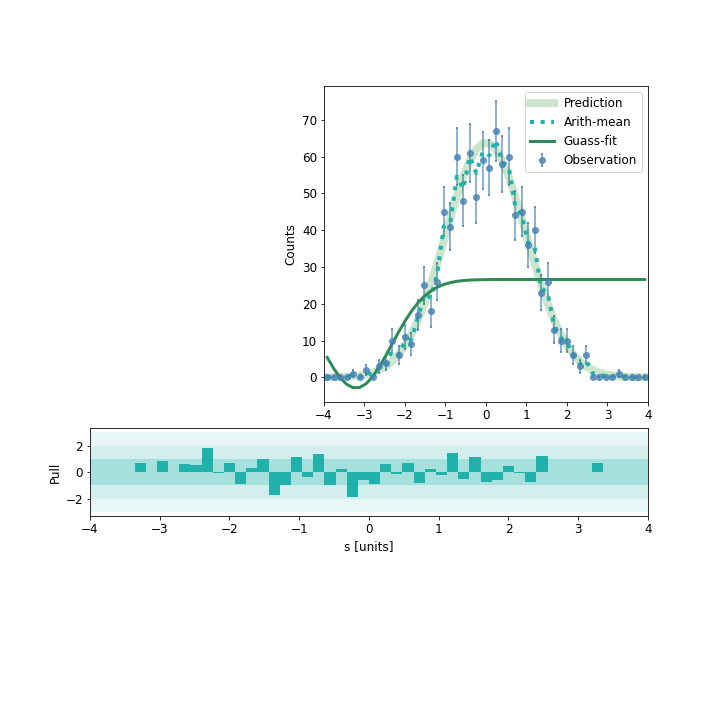 70
60
50
40
30
20
10
0
Counts
Prediction
Arith-mean
Guass-fit
Observation
−4 −3 −2 −1 0 1 2 3 4
2
0
−2
Pull
−4 −3 −2 −1 0 1 2 3 4
s [units]